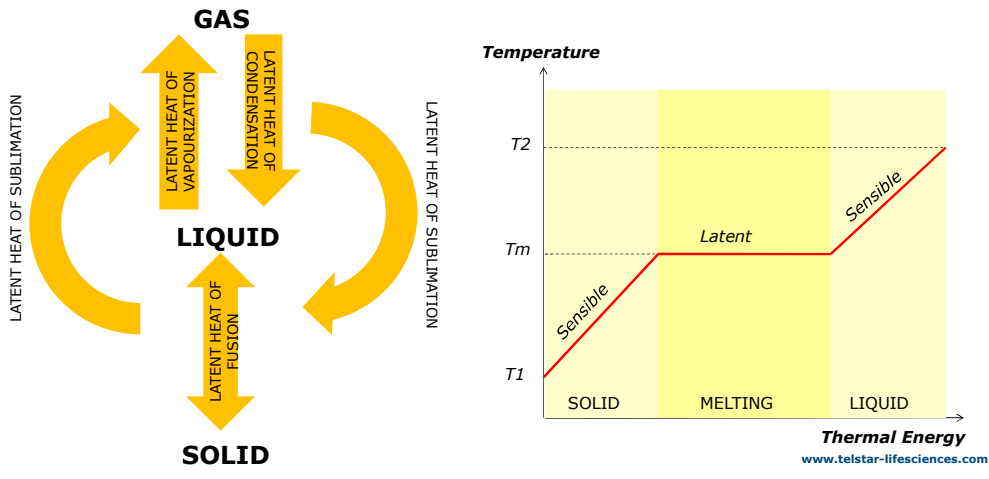 GAS
LATENT HEAT OF SUBLIMATION
LATENT HEAT OF
VAPOURIZATION
LATENT HEAT OF
CONDENSATION
LATENT HEAT OF SUBLIMATION
LIQUID
LATENT HEAT OF
FUSION
SOLID
Temperature
T2
Tm
T1
Sensible
Latent
Sensible
SOLID
MELTING
LIQUID
Thermal Energy
www.telstar-lifesciences.com